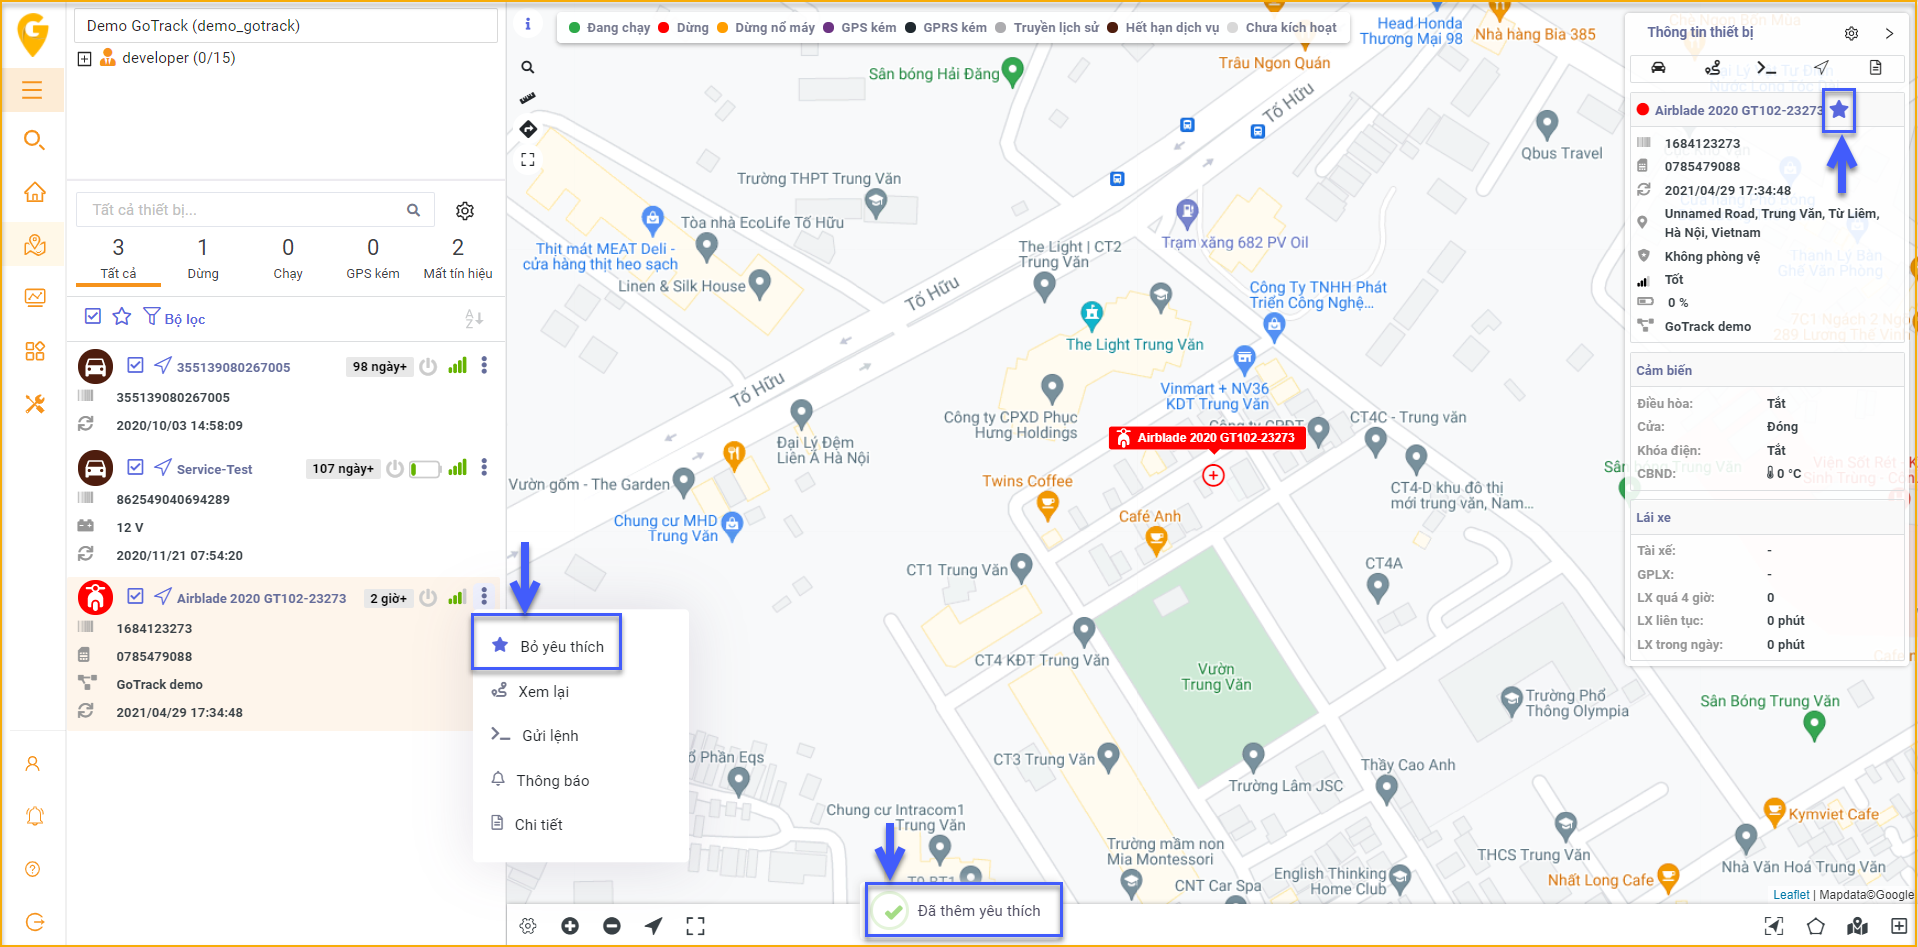 Demo GoTrack (demo_gotrack)
developer (0/15)
Tất cả thiết bị...
3
Tất cả
1
Dừng
0
Chạy
0
GPS kém
2
Mất tín hiệu
Bộ lọc
355139080267005
98 ngày+
355139080267005
2020/10/03 14:58:09
Service-Test
107 ngày+
862549040694289
12 V
2020/11/21 07:54:20
Airblade 2020 GT102-23273
2 giờ+
1684123273
0785479088
GoTrack demo
2021/04/29 17:34:48
Bỏ yêu thích
Xem lại
Gửi lệnh
Thông báo
Chi tiết
Đang chạy
Dừng
Dừng nổ máy
GPS kém
GPRS kém
Truyền lịch sử
Hết hạn dịch vụ
Chưa kích hoạt
Head Honda
Thương Mại 98
Nhà hàng Bia 385
Trâu Ngon Quán
Sân bóng Hải Đăng
Tố Hữu
Qbus Travel
Trường THPT Trung Văn
Tòa nhà EcoLife Tố Hữu
Thịt mát MEAT Deli -
cửa hàng thịt heo sạch
Linen & Silk House
The Light | CT2
Trung Văn
Trạm xăng 682 PV Oil
Tố Hữu
Công Ty TNHH Phát
Triển Công Nghệ...
The Light Trung Văn
Vinmart + NV36
KDT Trung Văn
Tố Hữu
Công ty CPXD Phục
Hưng Holdings
CT4C - Trung văn
Airblade 2020 GT102-23273
Đại Lý Đệm
Liên Á Hà Nội
Vườn gốm - The Garden
Twins Coffee
CT4-D khu đô thị
mới trung văn, Nam...
Chung cư MHD
Trung Văn
Café Anh
CT1 Trung Văn
CT4A
CT4 KĐT Trung Văn
Vườn
Trung Văn
Trường Phổ
Thông Olympia
Sân Bóng Trung Văn
ổ Phần Eqs
CT3 Trung Văn
Trường Lâm JSC
Thầy Cao Anh
Chung cư Intracom1
Trung Văn
Kymviet Cafe
Trường mầm non
Mia Montessori
THCS Trung Văn
Nhà Văn Hoá Trung Văn
English Thinking
Home Club
CNT Car Spa
Nhất Long Cafe
Đã thêm yêu thích
Leaflet | Mapdata©Google
Thông tin thiết bị
Airblade 2020 GT102-23273
1684123273
0785479088
2021/04/29 17:34:48
Unnamed Road, Trung Văn, Từ Liêm,
Hà Nội, Vietnam
Không phòng vệ
Tốt
0 %
GoTrack demo
Cảm biến
Điều hòa: Tắt
Cửa: Đóng
Khóa điện: Tắt
CBND: 0 °C
Lái xe
Tài xế: -
GPLX: -
LX quá 4 giờ: 0
LX liên tục: 0 phút
LX trong ngày: 0 phút